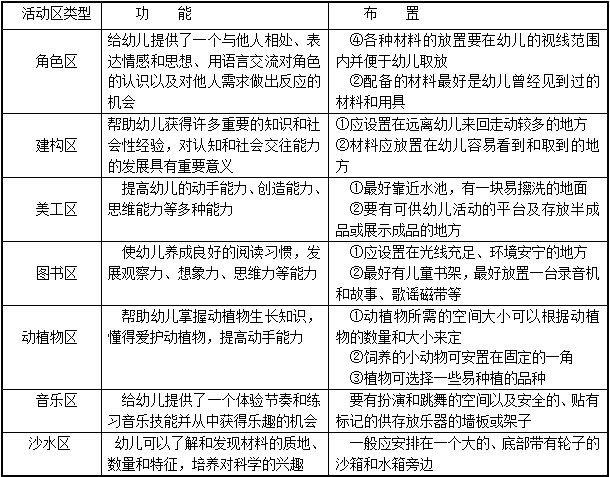 活动区类型 功 能 布 置
角色区
给幼儿提供了一个与他人相处、表
达情感和思想、用语言交流对角色
的认识以及对他人需求做出反应的
机会
④各种材料的放置要在幼儿的视线范围
内并便于幼儿取放
②配备的材料最好是幼儿曾经见到过的
材料和用具
建构区
帮助幼儿获得许多重要的知识和社
会性经验，对认知和社会交往能力
的发展具有重要意义
①应设置在远离幼儿来回走动较多的地方
②材料应放置在幼儿容易看到和取到的地
方
美工区
提高幼儿的动手能力、创造能力、
思维能力等多种能力
①最好靠近水池，有一块易擦洗的地面
②要有可供幼儿活动的平台及存放半成
品或展示成品的地方
图书区
使幼儿养成良好的阅读习惯，发
展观察力、想象力、思维力等能力
①应设置在光线充足、环境安宁的地方
②最好有儿童书架，最好放置一台录音机
和故事、歌谣磁带等
动植物区
帮助幼儿掌握动植物生长知识，
懂得爱护动植物，提高动手能力
①动植物所需的空间大小可以根据动植
物的数量和大小来定
②饲养的小动物可安置在固定的一角
③植物可选择一些易种植的品种
音乐区
给幼儿提供了一个体验节奏和练
习音乐技能并从中获得乐趣的机会
要有扮演和跳舞的空间以及安全的、贴有
标记的供存放乐器的墙板或架子
沙水区
幼儿可以了解和发现材料的质地、
数量和特征，培养对科学的兴趣
一般应安排在一个大的、底部带有轮子的
沙箱和水箱旁边